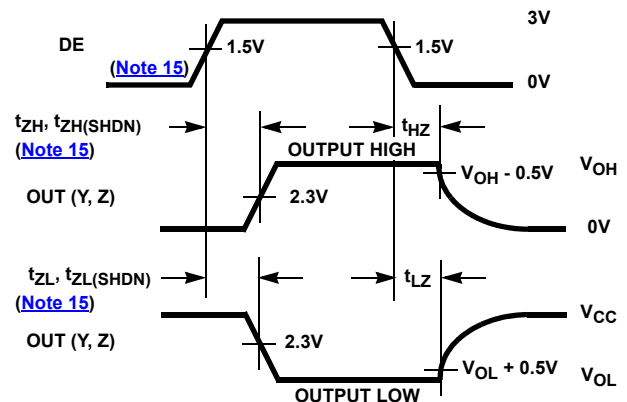 3V
DE
1.5V
1.5V
(Note 15)
0V
tZH, tZH(SHDN)
tHZ
(Note 15)
OUTPUT HIGH
VOH - 0.5V
VOH
OUT (Y, Z)
2.3V
0V
tZL, tZL(SHDN)
tLZ
(Note 15)
VCC
OUT (Y, Z)
2.3V
VOL + 0.5V
VOL
OUTPUT LOW